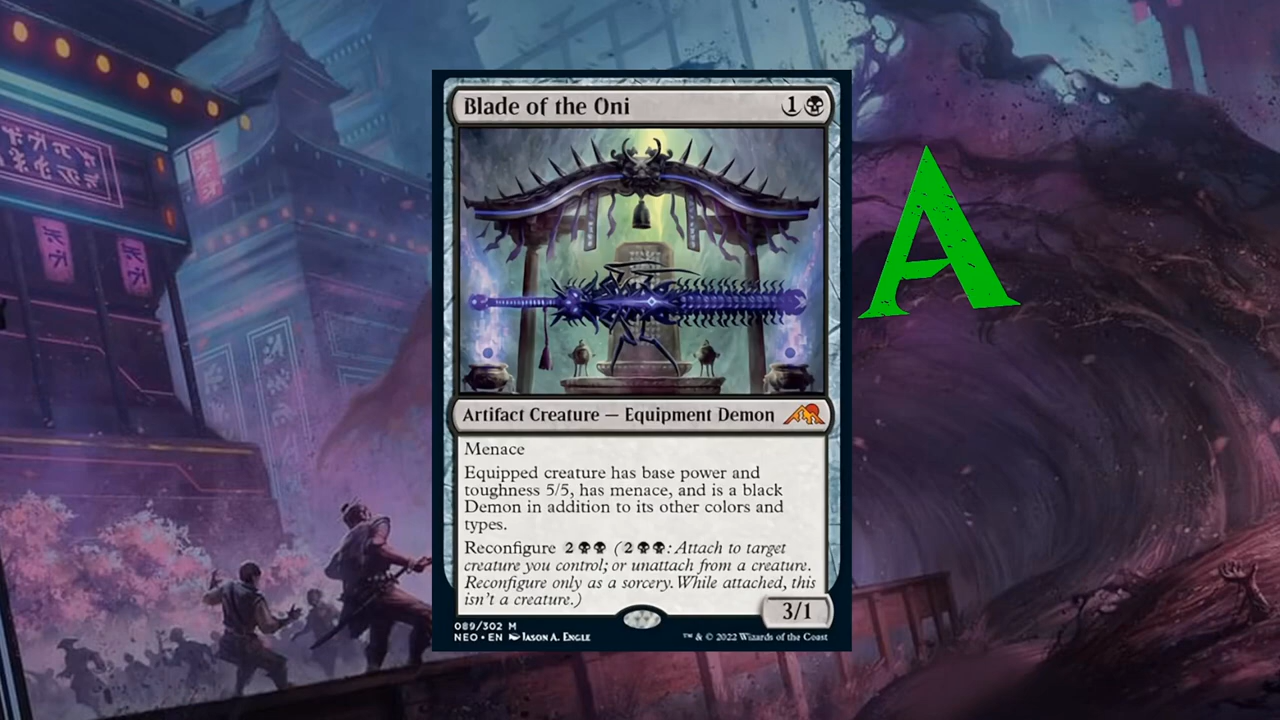 Blade of the Oni 1
A
Artifact Creature — Equipment Demon
Menace
Equipped creature has base power and
toughness 5/5, has menace, and is a black
Demon in addition to its other colors and
types.
Reconfigure 2 (2: Attach to target
creature you control; or unattach from a creature.
Reconfigure only as a sorcery. While attached, this
isn't a creature.)
3/1
089/302 M
NEO • EN Jason A. Engle ™ & © 2022 Wizards of the Coast